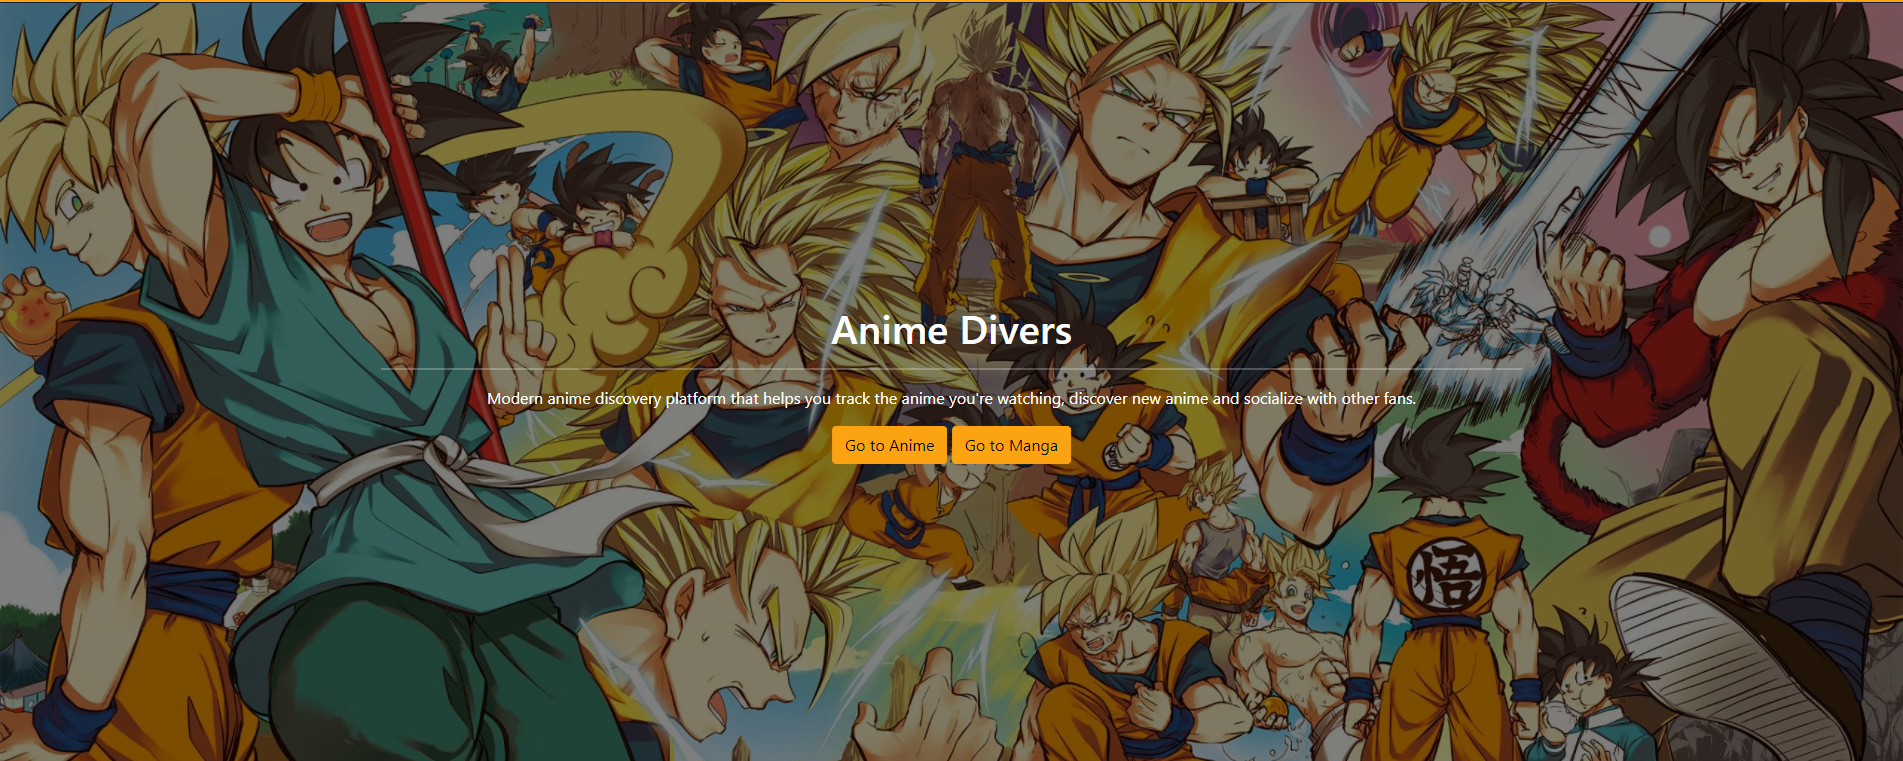 Anime Divers
Modern anime discovery platform that helps you track the anime you're watching, discover new anime and socialize with other fans.
Go to Anime Go to Manga
悟